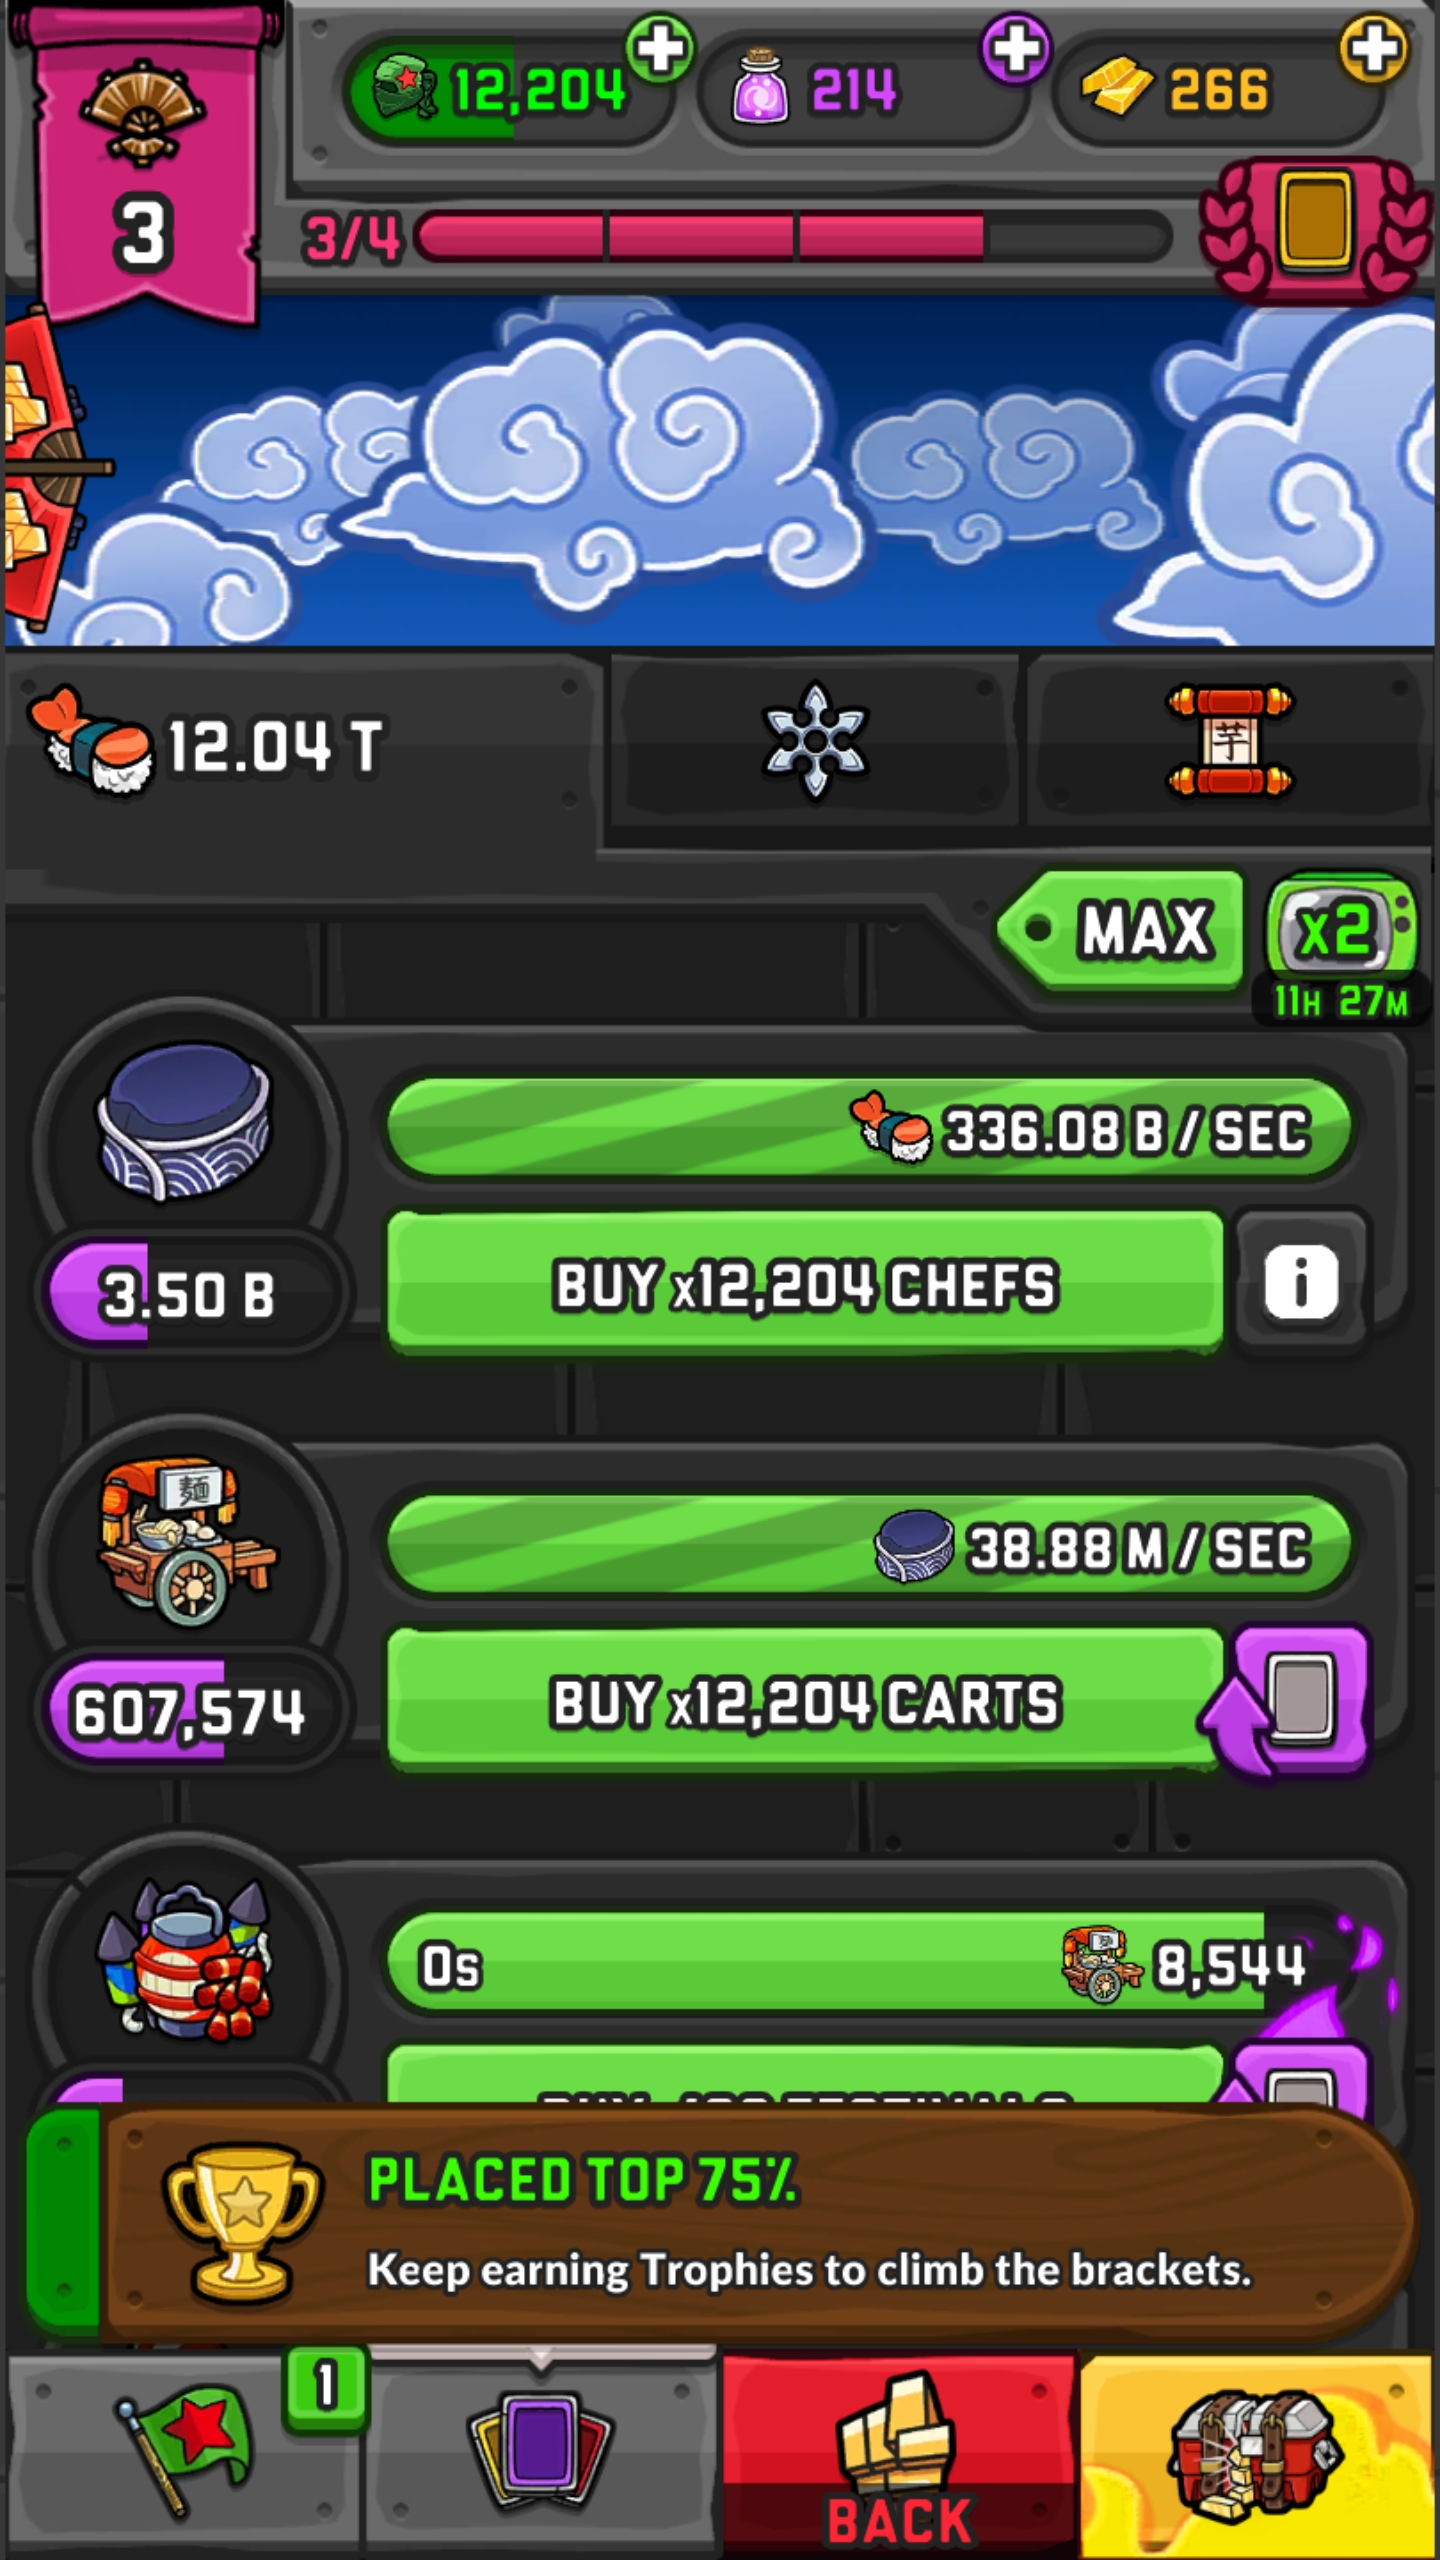 12,204
214
266
3
3/4
12.04 T
芋
MAX
x2
11H 27M
336.08 B / SEC
3.50 B
BUY x12,204 CHEFS
i
麺
38.88 M / SEC
607,574
BUY x12,204 CARTS
0s
8,544
PLACED TOP 75%
Keep earning Trophies to climb the brackets.
1
BACK